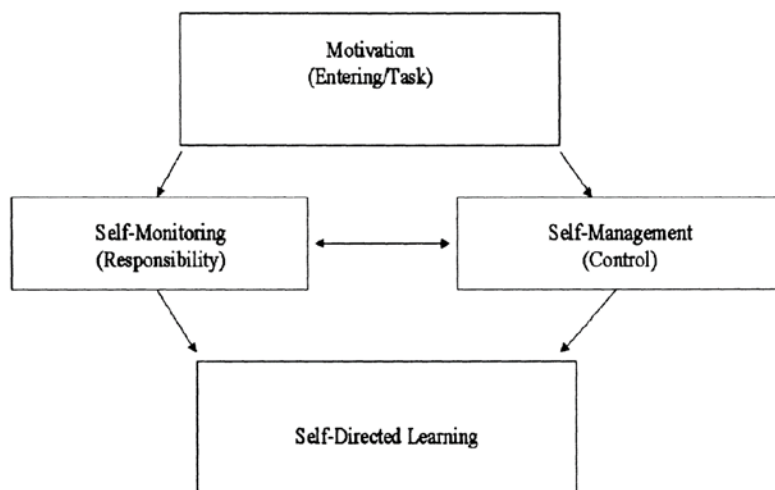 Motivation
(Entering/Task)
Self-Monitoring
(Responsibility)
Self-Management
(Control)
Self-Directed Learning